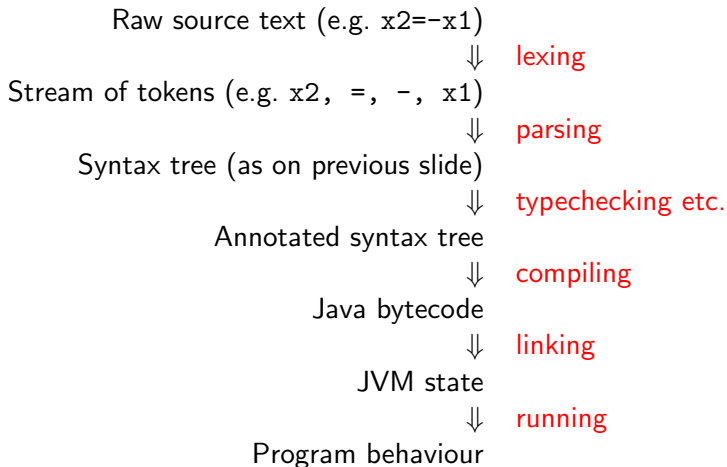 Raw source text (e.g. x2=-x1)
⇓ lexing
Stream of tokens (e.g. x2, =, -, x1)
⇓ parsing
Syntax tree (as on previous slide)
⇓ typechecking etc.
Annotated syntax tree
⇓ compiling
Java bytecode
⇓ linking
JVM state
⇓ running
Program behaviour